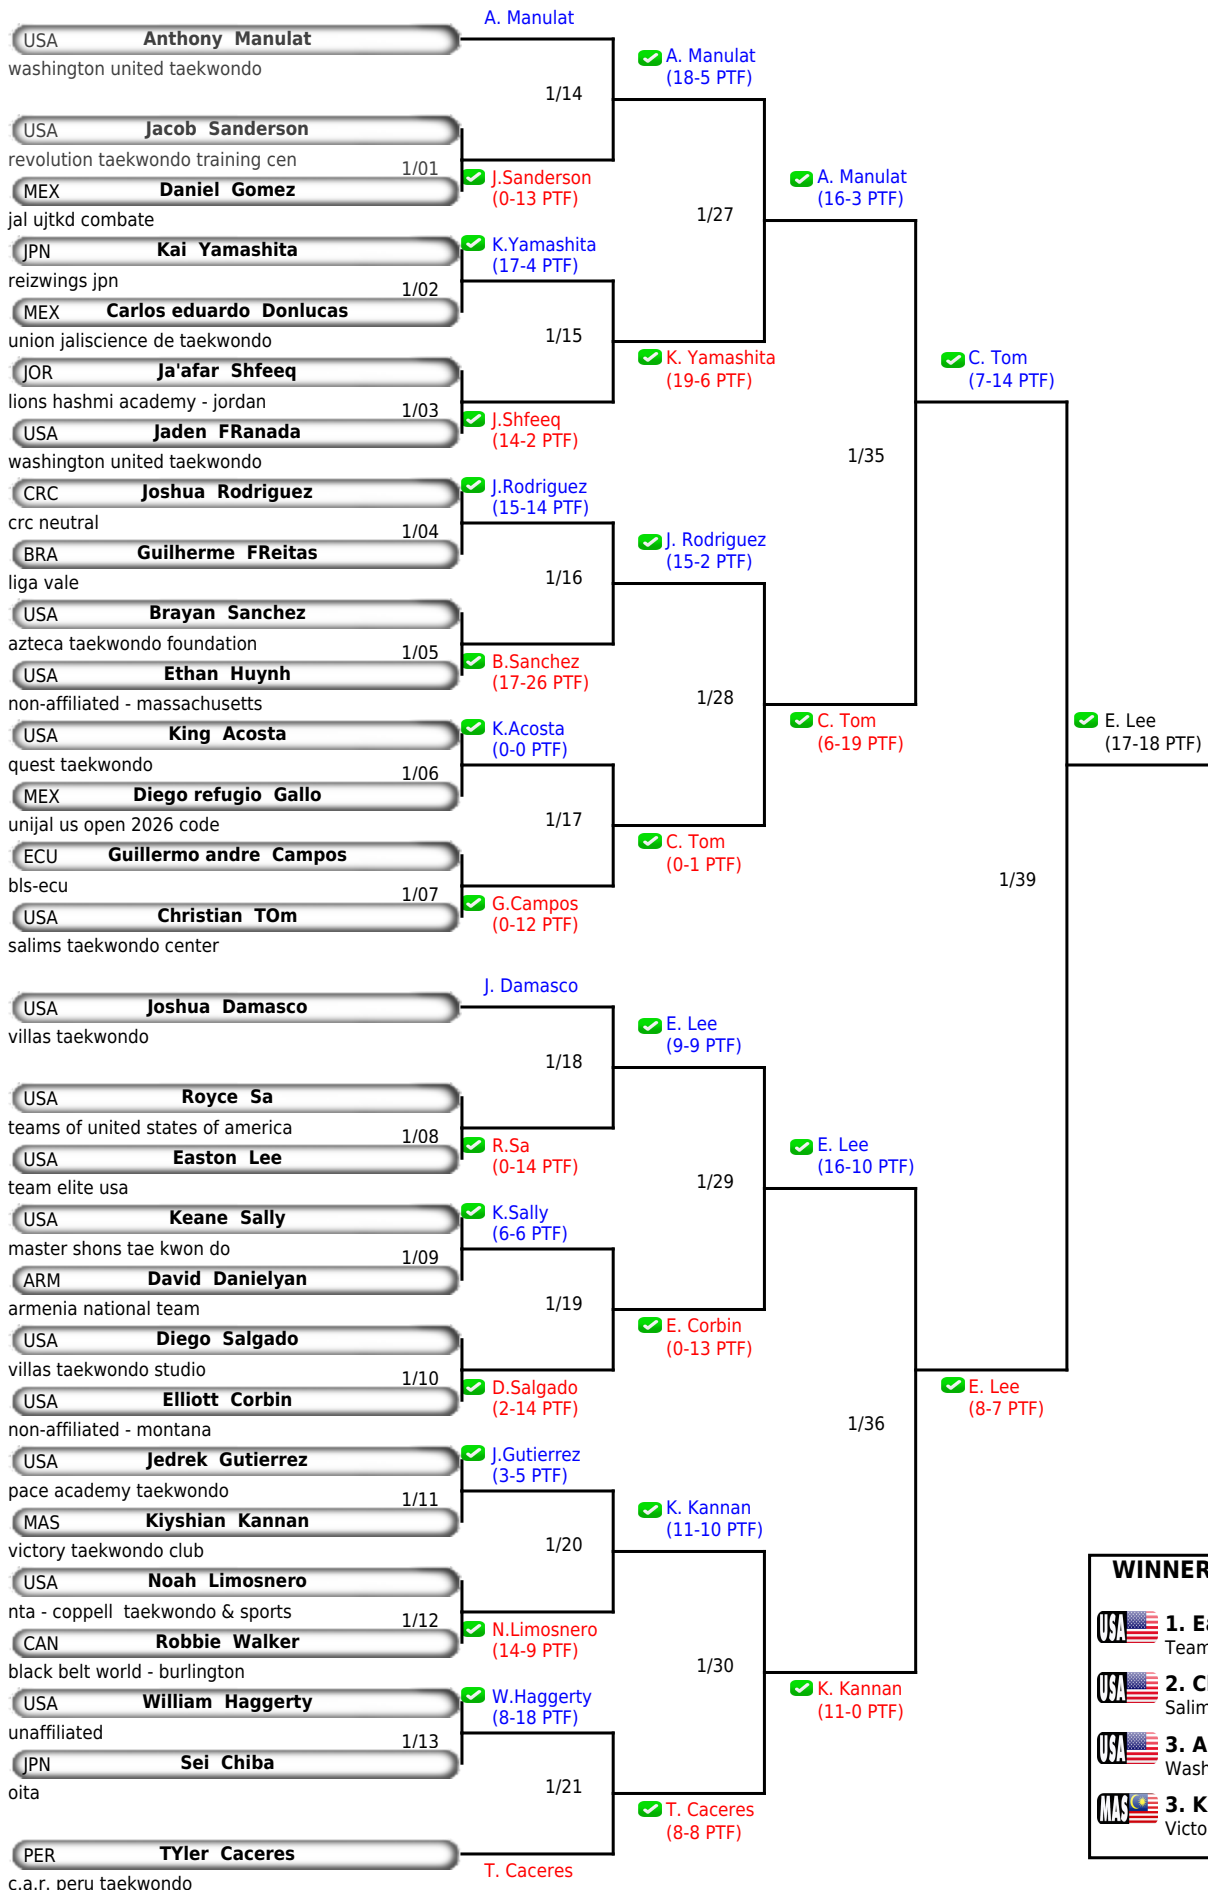 A. Manulat
USA Anthony Manulat
washington united taekwondo
A. Manulat
(18-5 PTF)
1/14
USA Jacob Sanderson
revolution taekwondo training cen
1/01
J.Sanderson
(0-13 PTF)
MEX Daniel Gomez
jal ujtkd combate
A. Manulat
(16-3 PTF)
1/27
JPN Kai Yamashita
reizwings jpn
K.Yamashita
(17-4 PTF)
1/02
MEX Carlos eduardo Donlucas
union jaliscience de taekwondo
1/15
K. Yamashita
(19-6 PTF)
C. Tom
(7-14 PTF)
JOR Ja'afar Shfeeq
lions hashmi academy - jordan
1/03
J.Shfeeq
(14-2 PTF)
USA Jaden FRanada
washington united taekwondo
1/35
CRC Joshua Rodriguez
crc neutral
J.Rodriguez
(15-14 PTF)
1/04
BRA Guilherme FReitas
liga vale
J. Rodriguez
(15-2 PTF)
1/16
USA Brayan Sanchez
azteca taekwondo foundation
1/05
B.Sanchez
(17-26 PTF)
USA Ethan Huynh
non-affiliated - massachusetts
1/28
C. Tom
(6-19 PTF)
E. Lee
(17-18 PTF)
USA King Acosta
quest taekwondo
K.Acosta
(0-0 PTF)
1/06
MEX Diego refugio Gallo
unijal us open 2026 code
1/17
C. Tom
(0-1 PTF)
ECU Guillermo andre Campos
bls-ecu
1/07
G.Campos
(0-12 PTF)
USA Christian TOm
salims taekwondo center
1/39
J. Damasco
USA Joshua Damasco
villas taekwondo
E. Lee
(9-9 PTF)
1/18
USA Royce Sa
teams of united states of america
1/08
R.Sa
(0-14 PTF)
USA Easton Lee
team elite usa
E. Lee
(16-10 PTF)
1/29
USA Keane Sally
master shons tae kwon do
K.Sally
(6-6 PTF)
1/09
ARM David Danielyan
armenia national team
1/19
E. Corbin
(0-13 PTF)
USA Diego Salgado
villas taekwondo studio
1/10
D.Salgado
(2-14 PTF)
USA Elliott Corbin
non-affiliated - montana
E. Lee
(8-7 PTF)
1/36
USA Jedrek Gutierrez
pace academy taekwondo
J.Gutierrez
(3-5 PTF)
1/11
MAS Kiyshian Kannan
victory taekwondo club
K. Kannan
(11-10 PTF)
1/20
USA Noah Limosnero
nta - coppell taekwondo & sports
1/12
N.Limosnero
(14-9 PTF)
CAN Robbie Walker
black belt world - burlington
1/30
K. Kannan
(11-0 PTF)
USA William Haggerty
unaffiliated
W.Haggerty
(8-18 PTF)
1/13
JPN Sei Chiba
oita
1/21
T. Caceres
(8-8 PTF)
PER TYler Caceres
c.a.r. peru taekwondo
T. Caceres
WINNER
USA 1. Ea
Team
USA 2. Cl
Salim
USA 3. A
Wash
MAS 3. K
Victo